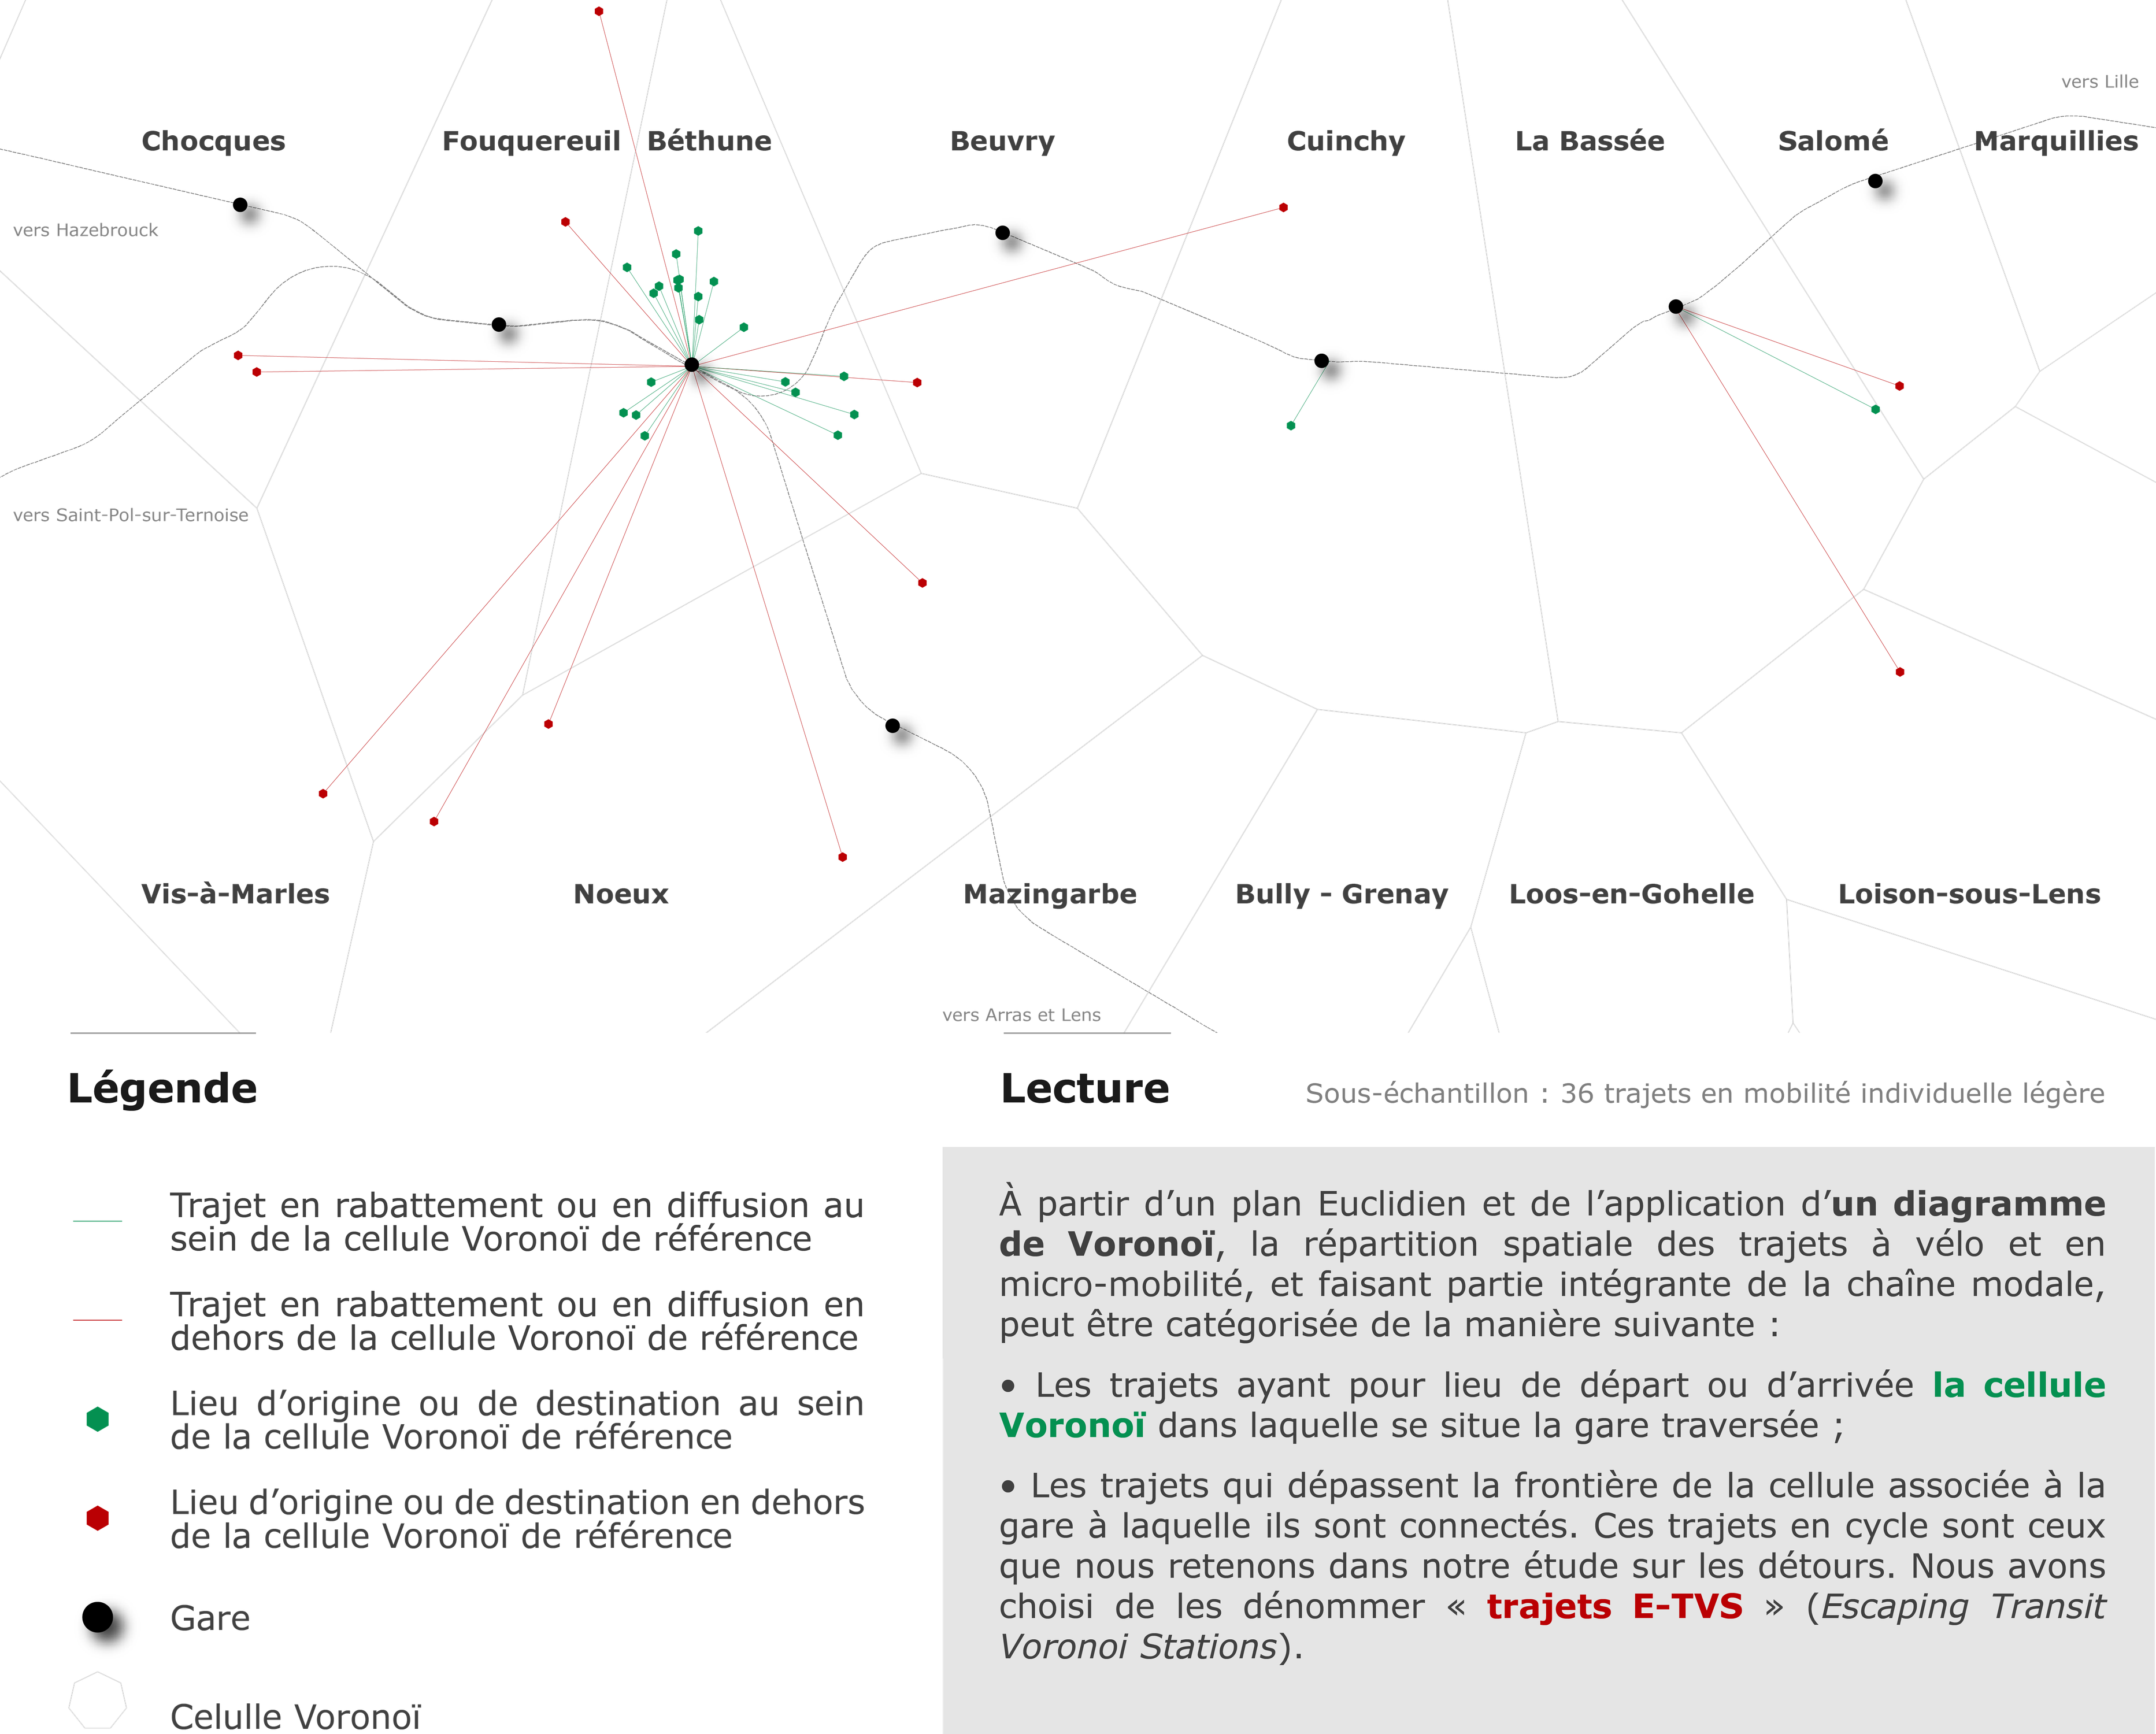 vers Lille
Chocques
Fouquereuil
Béthune
Beuvry
Cuinchy
La Bassée
Salomé
Marquillies
vers Hazebrouck
vers Saint-Pol-sur-Ternoise
Vis-à-Marles
Noeux
Mazingarbe
Bully - Grenay
Loos-en-Gohelle
Loison-sous-Lens
vers Arras et Lens
Légende
Trajet en rabattement ou en diffusion au
sein de la cellule Voronoï de référence
Trajet en rabattement ou en diffusion en
dehors de la cellule Voronoï de référence
Lieu d’origine ou de destination au sein
de la cellule Voronoï de référence
Lieu d’origine ou de destination en dehors
de la cellule Voronoï de référence
Gare
Celulle Voronoï
Lecture
Sous-échantillon : 36 trajets en mobilité individuelle légère
À partir d’un plan Euclidien et de l’application d’un diagramme
de Voronoï, la répartition spatiale des trajets à vélo et en
micro-mobilité, et faisant partie intégrante de la chaîne modale,
peut être catégorisée de la manière suivante :
• Les trajets ayant pour lieu de départ ou d’arrivée la cellule
Voronoï dans laquelle se situe la gare traversée ;
• Les trajets qui dépassent la frontière de la cellule associée à la
gare à laquelle ils sont connectés. Ces trajets en cycle sont ceux
que nous retenons dans notre étude sur les détours. Nous avons
choisi de les dénommer « trajets E-TVS » (Escaping Transit
Voronoi Stations).